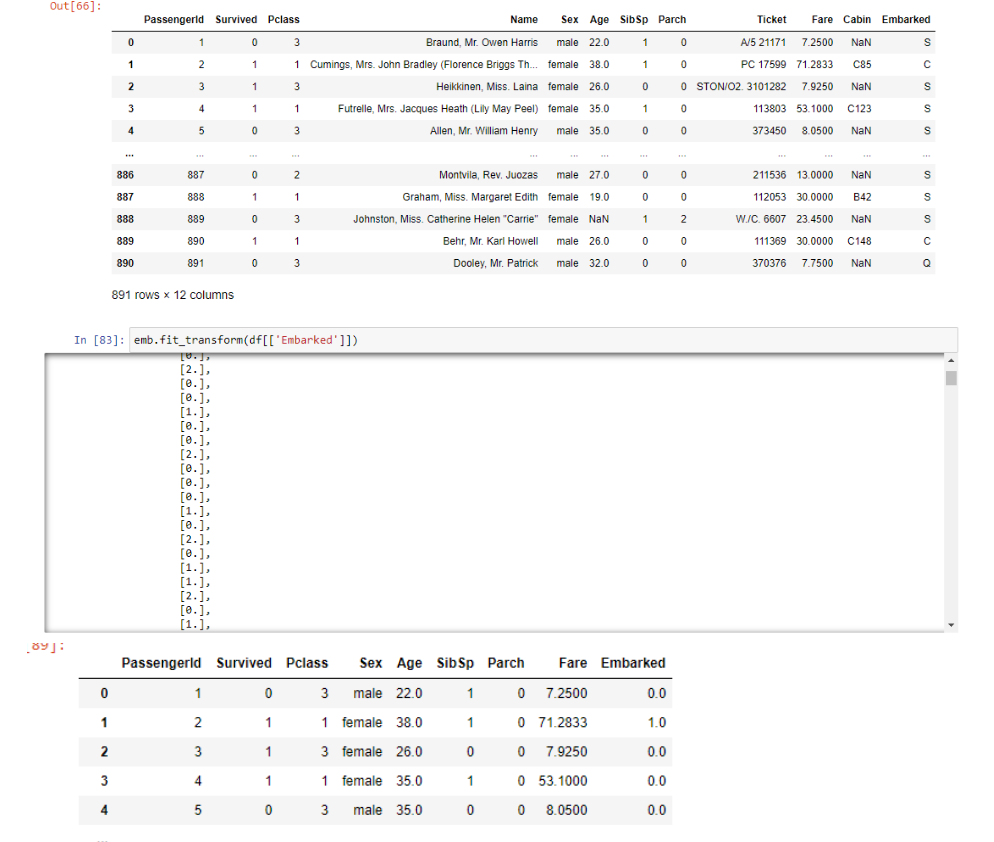 Out[66]:
PassengerId Survived Pclass Name Sex Age SibSp Parch Ticket Fare Cabin Embarked
0 1 0 3 Braund, Mr. Owen Harris male 22.0 1 0 A/5 21171 7.2500 NaN S
1 2 1 1 Cumings, Mrs. John Bradley (Florence Briggs Th... female 38.0 1 0 PC 17599 71.2833 C85 C
2 3 1 3 Heikkinen, Miss. Laina female 26.0 0 0 STON/O2. 3101282 7.9250 NaN S
3 4 1 1 Futrelle, Mrs. Jacques Heath (Lily May Peel) female 35.0 1 0 113803 53.1000 C123 S
4 5 0 3 Allen, Mr. William Henry male 35.0 0 0 373450 8.0500 NaN S
... ... ... ... ... ... ... ... ... ... ... ... ...
886 887 0 2 Montvila, Rev. Juozas male 27.0 0 0 211536 13.0000 NaN S
887 888 1 1 Graham, Miss. Margaret Edith female 19.0 0 0 112053 30.0000 B42 S
888 889 0 3 Johnston, Miss. Catherine Helen "Carrie" female NaN 1 2 W./C. 6607 23.4500 NaN S
889 890 1 1 Behr, Mr. Karl Howell male 26.0 0 0 111369 30.0000 C148 C
890 891 0 3 Dooley, Mr. Patrick male 32.0 0 0 370376 7.7500 NaN Q
891 rows × 12 columns
In [83]: emb.fit_transform(df[['Embarked']])
[0.],
[2.],
[0.],
[0.],
[1.],
[0.],
[0.],
[2.],
[0.],
[0.],
[0.],
[1.],
[0.],
[2.],
[0.],
[1.],
[1.],
[2.],
[0.],
[1.],
89]:
PassengerId Survived Pclass Sex Age SibSp Parch Fare Embarked
0 1 0 3 male 22.0 1 0 7.2500 0.0
1 2 1 1 female 38.0 1 0 71.2833 1.0
2 3 1 3 female 26.0 0 0 7.9250 0.0
3 4 1 1 female 35.0 1 0 53.1000 0.0
4 5 0 3 male 35.0 0 0 8.0500 0.0